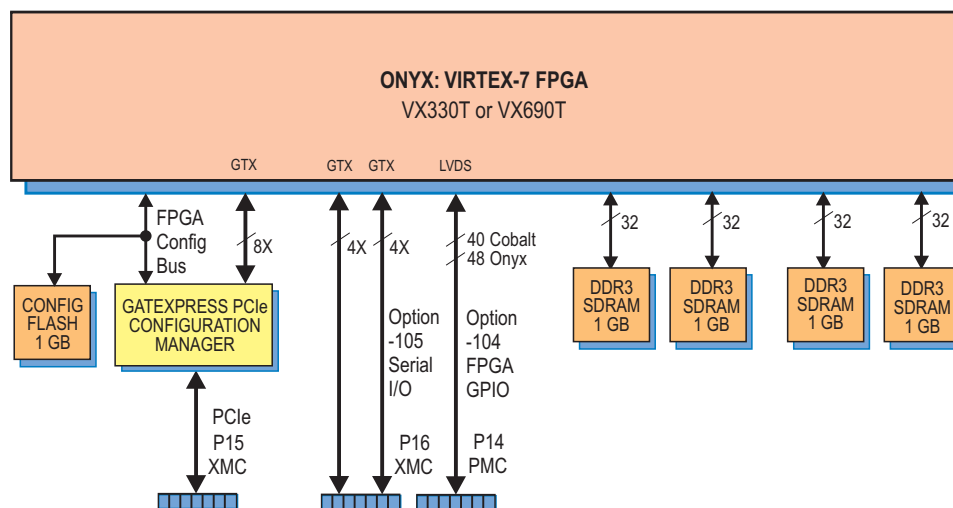 ONYX: VIRTEX-7 FPGA
VX330T or VX690T
GTX
GTX
GTX
LVDS
FPGA
Config
Bus
8X
4X
4X
40 Cobalt
48 Onyx
32
32
32
32
CONFIG
FLASH
1 GB
GATEXPRESS PCIe
CONFIGURATION
MANAGER
Option
-105
Serial
I/O
Option
-104
FPGA
GPIO
DDR3
SDRAM
1 GB
DDR3
SDRAM
1 GB
DDR3
SDRAM
1 GB
DDR3
SDRAM
1 GB
PCIe
P15
XMC
P16
XMC
P14
PMC